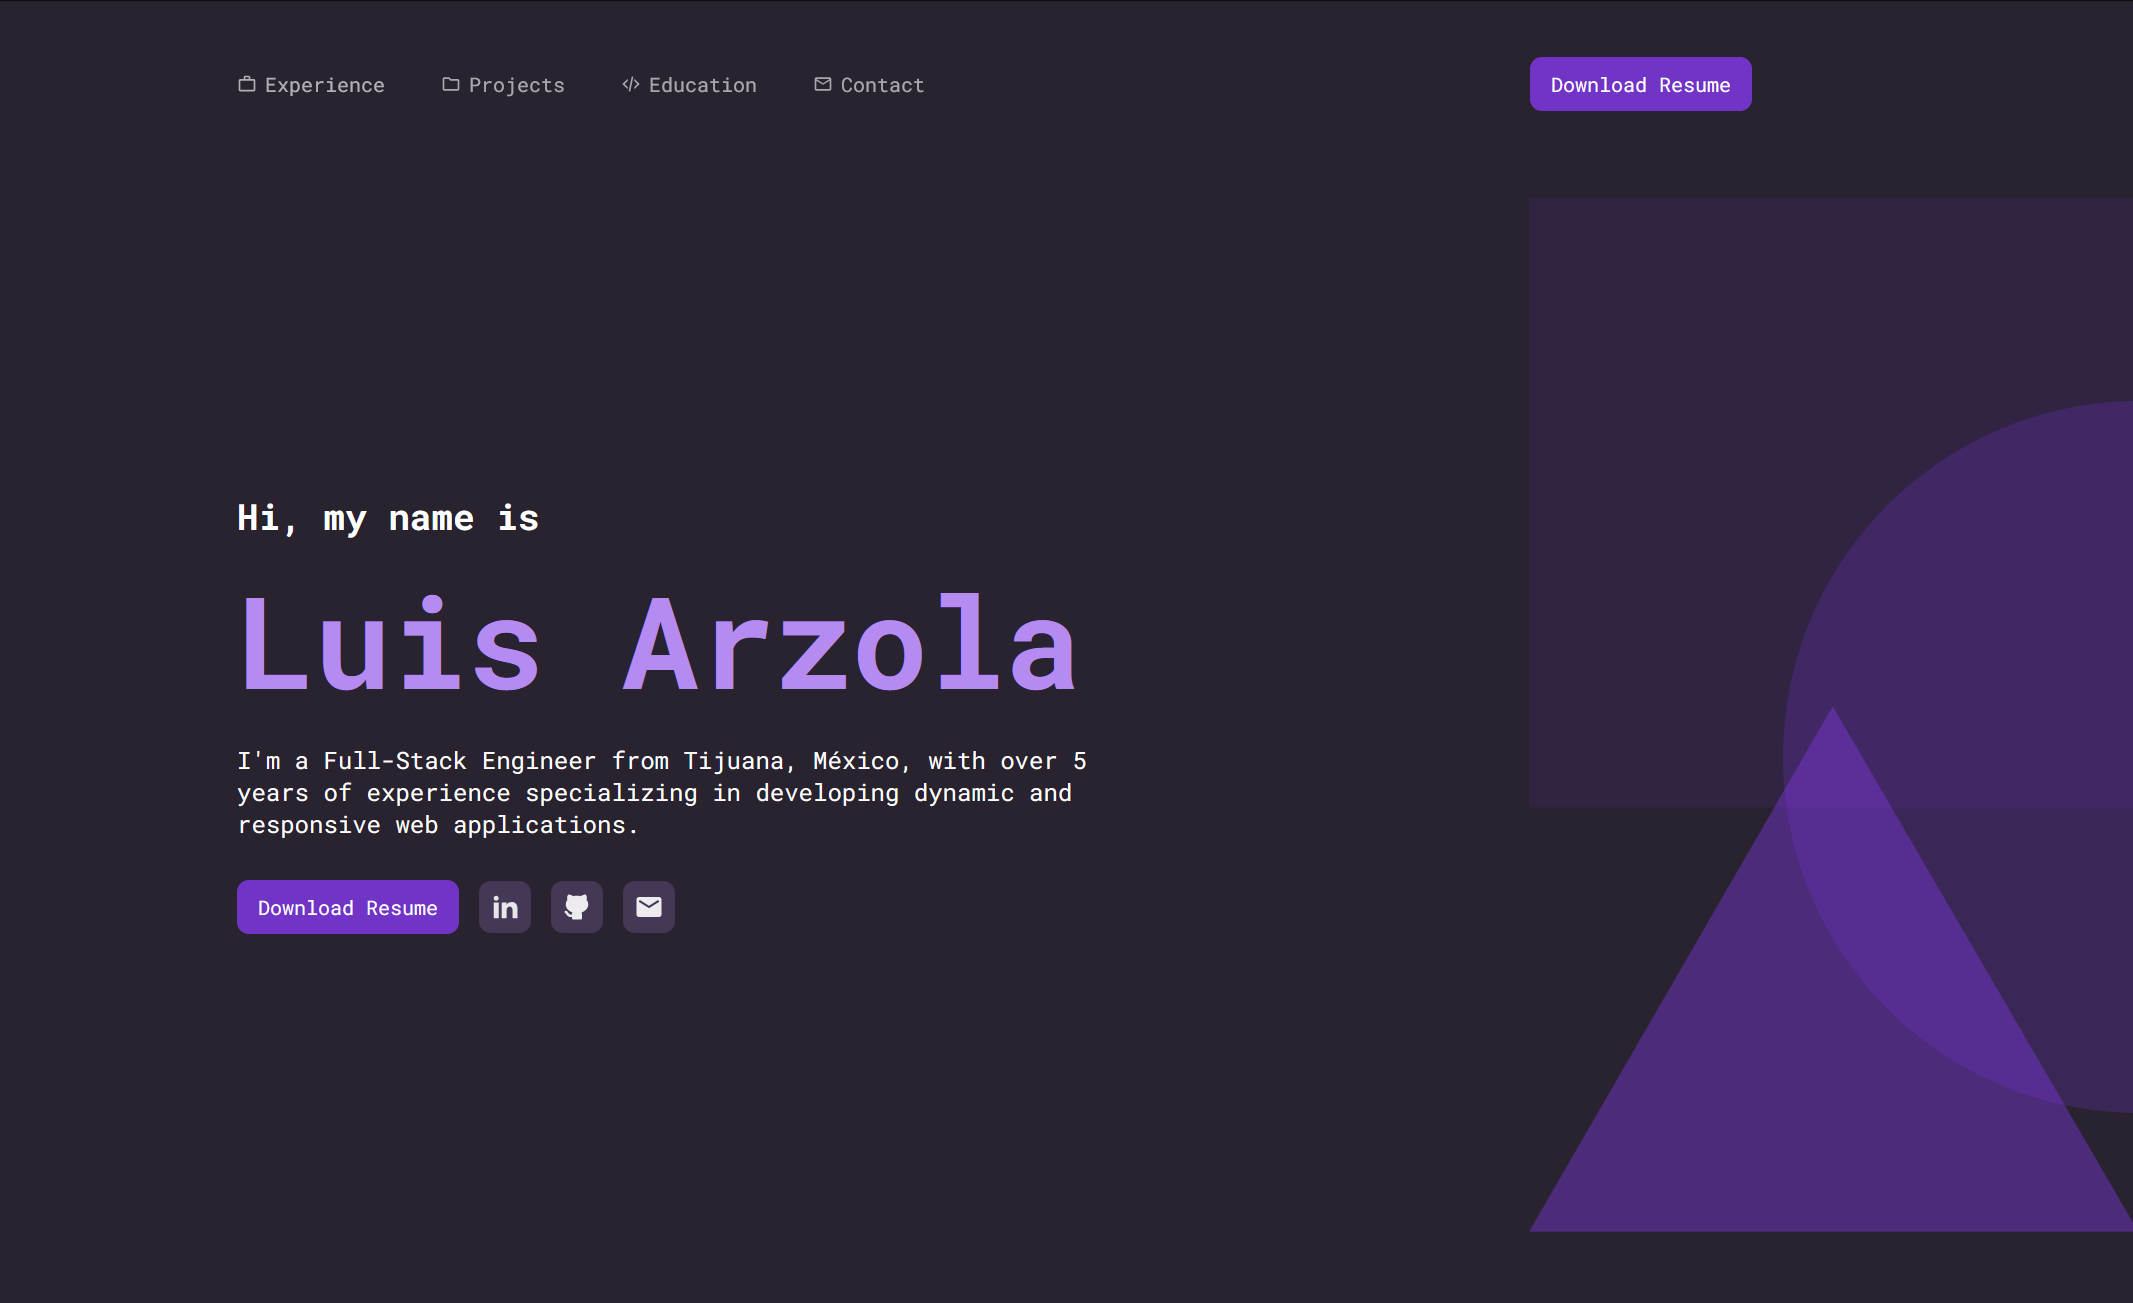 Experience
Projects
Education
Contact
Download Resume
Hi, my name is
Luis Arzola
I'm a Full-Stack Engineer from Tijuana, México, with over 5
years of experience specializing in developing dynamic and
responsive web applications.
Download Resume
in